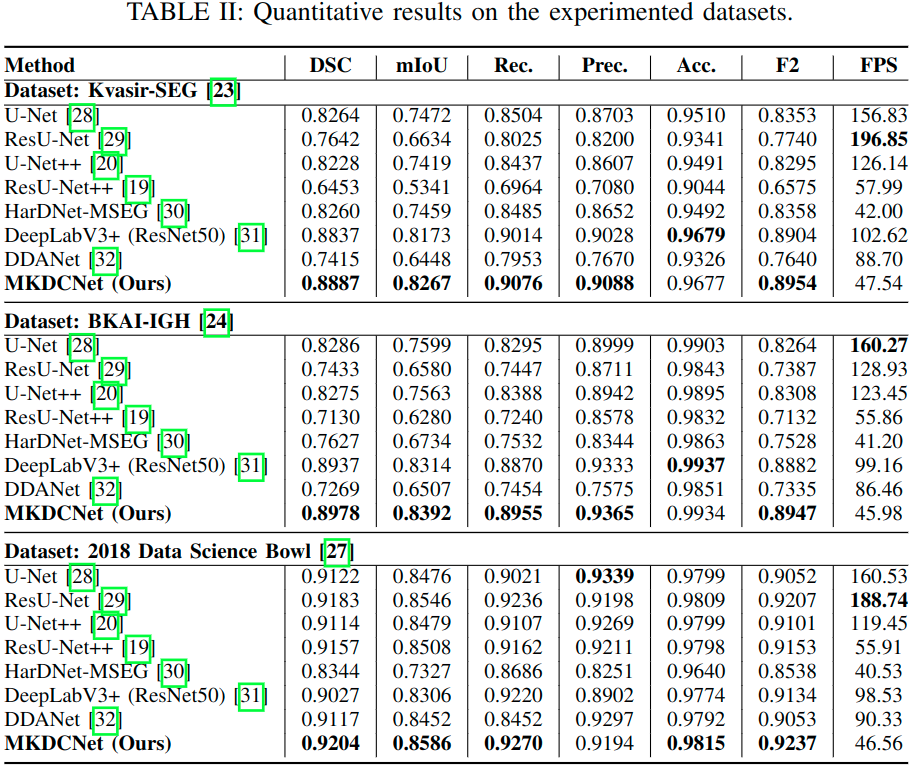 TABLE II: Quantitative results on the experimented datasets.
Method DSC mIoU Rec. Prec. Acc. F2 FPS
Dataset: Kvasir-SEG [23]
U-Net [28] 0.8264 0.7472 0.8504 0.8703 0.9510 0.8353 156.83
ResU-Net [29] 0.7642 0.6634 0.8025 0.8200 0.9341 0.7740 196.85
U-Net++ [20] 0.8228 0.7419 0.8437 0.8607 0.9491 0.8295 126.14
ResU-Net++ [19] 0.6453 0.5341 0.6964 0.7080 0.9044 0.6575 57.99
HarDNet-MSEG [30] 0.8260 0.7459 0.8485 0.8652 0.9492 0.8358 42.00
DeepLabV3+ (ResNet50) [31] 0.8837 0.8173 0.9014 0.9028 0.9679 0.8904 102.62
DDANet [32] 0.7415 0.6448 0.7953 0.7670 0.9326 0.7640 88.70
MKDCNet (Ours) 0.8887 0.8267 0.9076 0.9088 0.9677 0.8954 47.54
Dataset: BKAI-IGH [24]
U-Net [28] 0.8286 0.7599 0.8295 0.8999 0.9903 0.8264 160.27
ResU-Net [29] 0.7433 0.6580 0.7447 0.8711 0.9843 0.7387 128.93
U-Net++ [20] 0.8275 0.7563 0.8388 0.8942 0.9895 0.8308 123.45
ResU-Net++ [19] 0.7130 0.6280 0.7240 0.8578 0.9832 0.7132 55.86
HarDNet-MSEG [30] 0.7627 0.6734 0.7532 0.8344 0.9863 0.7528 41.20
DeepLabV3+ (ResNet50) [31] 0.8937 0.8314 0.8870 0.9333 0.9937 0.8882 99.16
DDANet [32] 0.7269 0.6507 0.7454 0.7575 0.9851 0.7335 86.46
MKDCNet (Ours) 0.8978 0.8392 0.8955 0.9365 0.9934 0.8947 45.98
Dataset: 2018 Data Science Bowl [27]
U-Net [28] 0.9122 0.8476 0.9021 0.9339 0.9799 0.9052 160.53
ResU-Net [29] 0.9183 0.8546 0.9236 0.9198 0.9809 0.9207 188.74
U-Net++ [20] 0.9114 0.8479 0.9107 0.9269 0.9799 0.9101 119.45
ResU-Net++ [19] 0.9157 0.8508 0.9162 0.9211 0.9798 0.9153 55.91
HarDNet-MSEG [30] 0.8344 0.7327 0.8686 0.8251 0.9640 0.8538 40.53
DeepLabV3+ (ResNet50) [31] 0.9027 0.8306 0.9220 0.8902 0.9774 0.9134 98.53
DDANet [32] 0.9117 0.8452 0.8452 0.9297 0.9792 0.9053 90.33
MKDCNet (Ours) 0.9204 0.8586 0.9270 0.9194 0.9815 0.9237 46.56